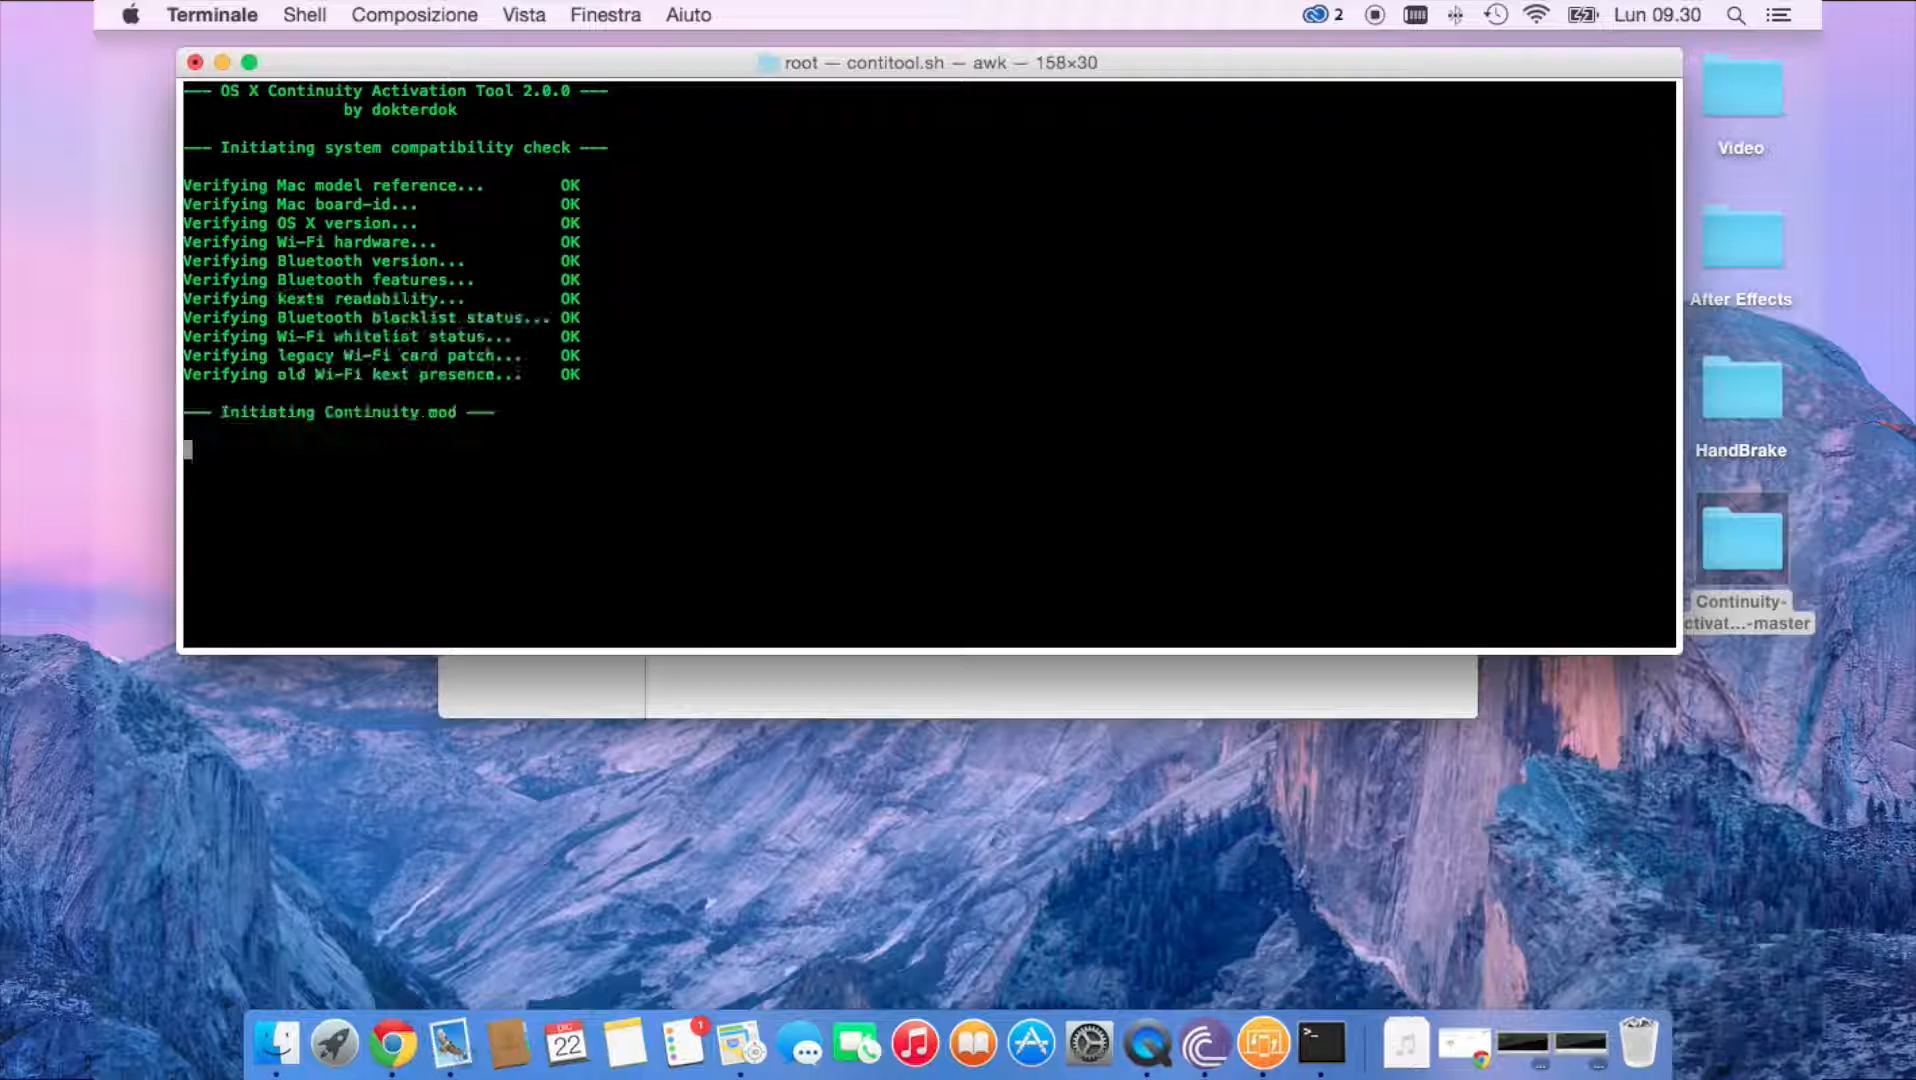 Terminale Shell Composizione Vista Finestra Aiuto 2 Lun 09.30
root — contitool.sh — awk — 158×30
--- OS X Continuity Activation Tool 2.0.0 ---
by dokterdok
--- Initiating system compatibility check ---
Verifying Mac model reference... OK
Verifying Mac board-id... OK
Verifying OS X version... OK
Verifying Wi-Fi hardware... OK
Verifying Bluetooth version... OK
Verifying Bluetooth features... OK
Verifying kexts readability... OK
Verifying Bluetooth blacklist status... OK
Verifying Wi-Fi whitelist status... OK
Verifying legacy Wi-Fi card patch... OK
Verifying old Wi-Fi kext presence... OK
--- Initiating Continuity mod ---
Video
After Effects
HandBrake
Continuity-
ctivat...-master
DIC
22
1